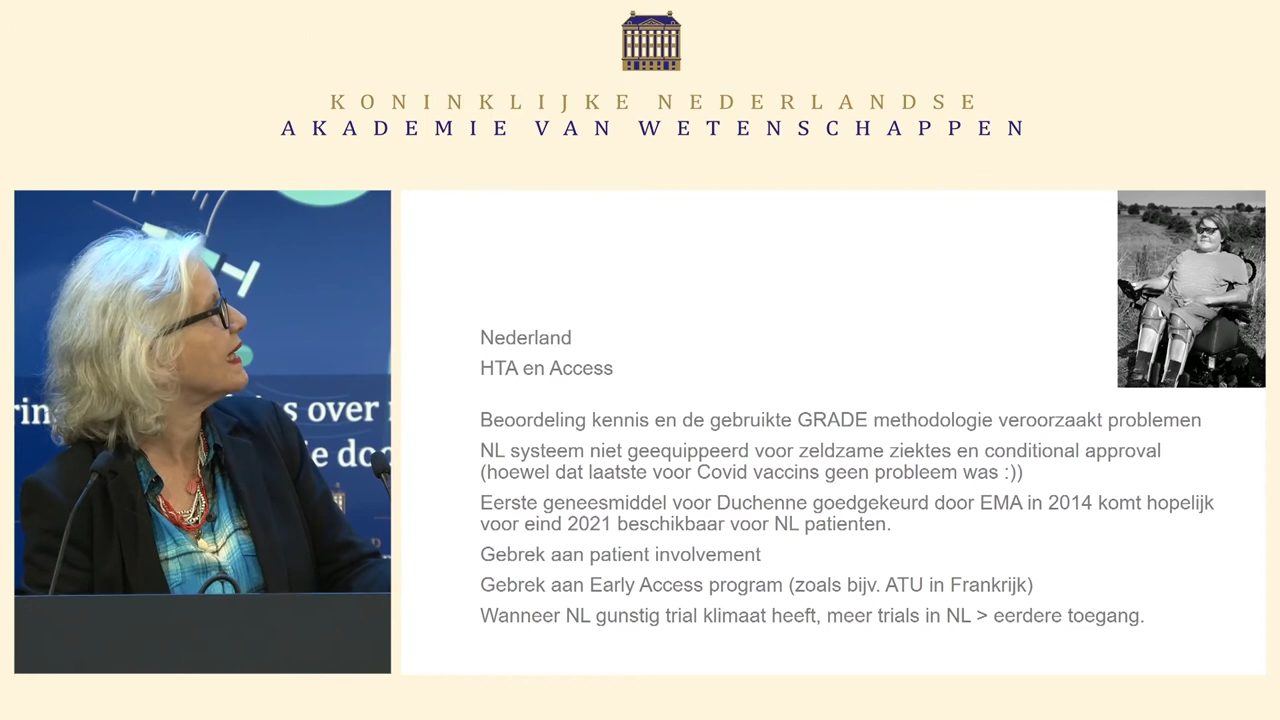 KONINKLIJKE NEDERLANDSE
AKADEMIE VAN WETENSCHAPPEN
s over
Nederland
HTA en Access
Beoordeling kennis en de gebruikte GRADE methodologie veroorzaakt problemen
NL systeem niet geequippeerd voor zeldzame ziektes en conditional approval
(hoewel dat laatste voor Covid vaccins geen probleem was :))
Eerste geneesmiddel voor Duchenne goedgekeurd door EMA in 2014 komt hopelijk
voor eind 2021 beschikbaar voor NL patienten.
Gebrek aan patient involvement
Gebrek aan Early Access program (zoals bijv. ATU in Frankrijk)
Wanneer NL gunstig trial klimaat heeft, meer trials in NL > eerdere toegang.